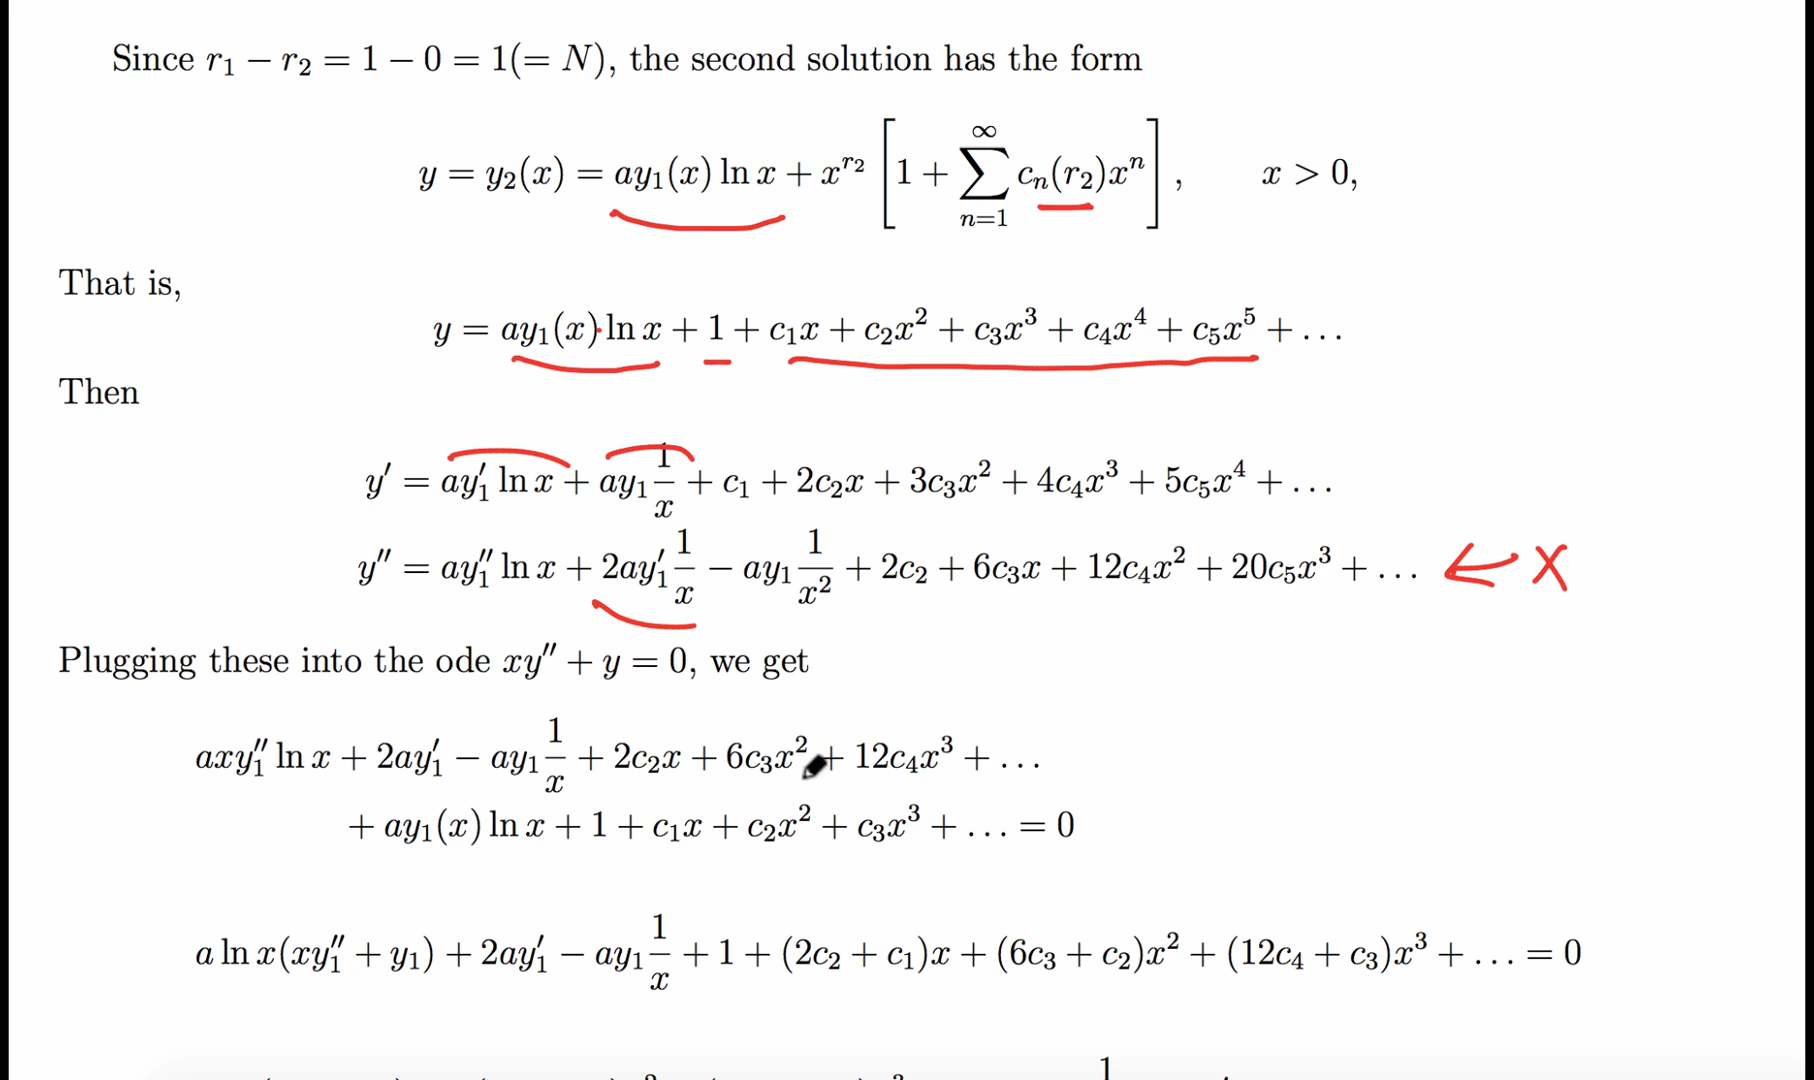 Since r₁ − r₂ = 1 − 0 = 1(= N), the second solution has the form
y = y₂(x) = ay₁(x) ln x + x^{r₂} [1 + ∑_{n=1}^{∞} cₙ(r₂)xⁿ], x > 0,
That is,
y = ay₁(x) ln x + 1 + c₁x + c₂x² + c₃x³ + c₄x⁴ + c₅x⁵ + ...
Then
y′ = ay₁′ ln x + ay₁ 1/x + c₁ + 2c₂x + 3c₃x² + 4c₄x³ + 5c₅x⁴ + ...
y″ = ay₁″ ln x + 2ay₁′ 1/x − ay₁ 1/x² + 2c₂ + 6c₃x + 12c₄x² + 20c₅x³ + ... ← X
Plugging these into the ode xy″ + y = 0, we get
axy₁″ ln x + 2ay₁′ − ay₁ 1/x + 2c₂x + 6c₃x² + 12c₄x³ + ...
+ ay₁(x) ln x + 1 + c₁x + c₂x² + c₃x³ + ... = 0
a ln x(xy₁″ + y₁) + 2ay₁′ − ay₁ 1/x + 1 + (2c₂ + c₁)x + (6c₃ + c₂)x² + (12c₄ + c₃)x³ + ... = 0